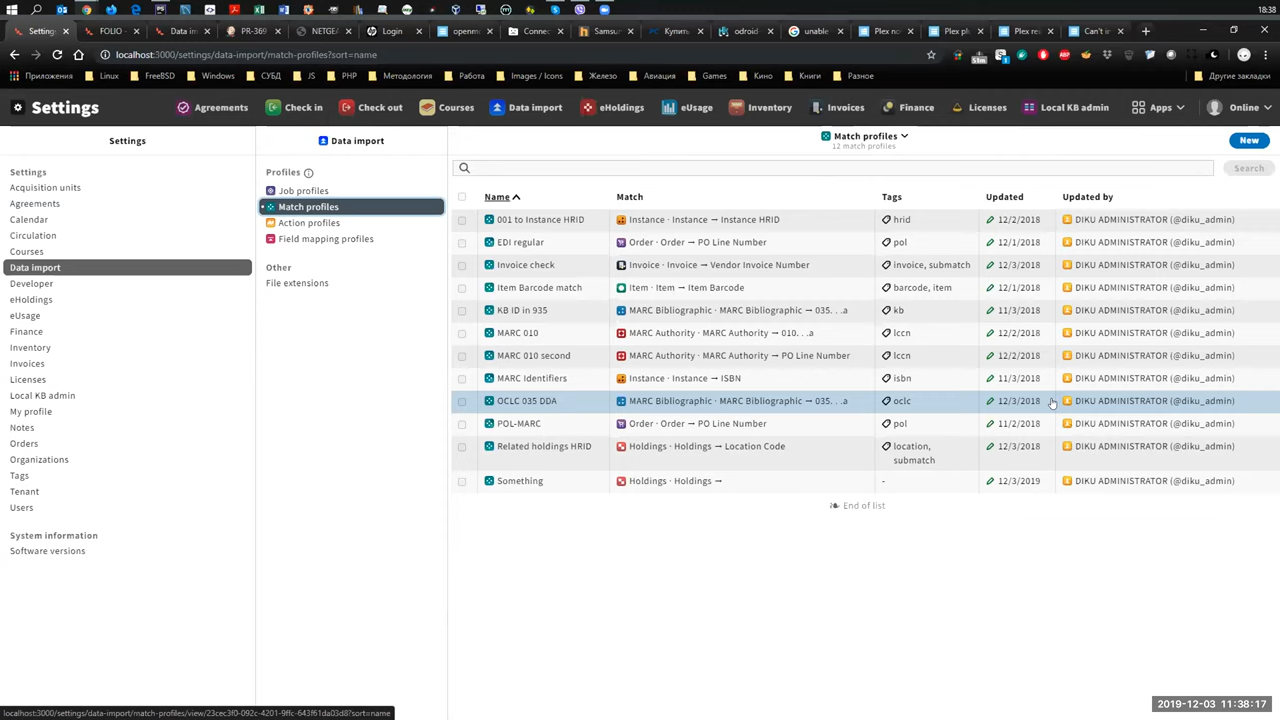 18:38
Settings
FOLIO -
Data im
PR-369
NETGE/
Login
openm
Connec
Samsun
Купить
odroid
unable
Plex no
Plex pl
Plex rei
Can't i
localhost:3000/settings/data-import/match-profiles?sort=name
Приложения
Linux
FreeBSD
Windows
СУБД
JS
PHP
Методология
Работа
Images / Icons
Железо
Авиация
Games
Кино
Книги
Разное
Другие закладки
Settings
Agreements
Check in
Check out
Courses
Data import
eHoldings
eUsage
Inventory
Invoices
Finance
Licenses
Local KB admin
Apps
Online
Settings
Data import
Match profiles
12 match profiles
New
Search
Settings
Acquisition units
Agreements
Calendar
Circulation
Courses
Data import
Developer
eHoldings
eUsage
Finance
Inventory
Invoices
Licenses
Local KB admin
My profile
Notes
Orders
Organizations
Tags
Tenant
Users
System information
Software versions
Profiles
Job profiles
Match profiles
Action profiles
Field mapping profiles
Other
File extensions
Name Match Tags Updated Updated by
001 to Instance HRID Instance · Instance → Instance HRID hrid 12/2/2018 DIKU ADMINISTRATOR (@diku_admin)
EDI regular Order · Order → PO Line Number pol 12/1/2018 DIKU ADMINISTRATOR (@diku_admin)
Invoice check Invoice · Invoice → Vendor Invoice Number invoice, submatch 12/3/2018 DIKU ADMINISTRATOR (@diku_admin)
Item Barcode match Item · Item → Item Barcode barcode, item 12/1/2018 DIKU ADMINISTRATOR (@diku_admin)
KB ID in 935 MARC Bibliographic · MARC Bibliographic → 035. . .a kb 11/3/2018 DIKU ADMINISTRATOR (@diku_admin)
MARC 010 MARC Authority · MARC Authority → 010. . .a lccn 12/2/2018 DIKU ADMINISTRATOR (@diku_admin)
MARC 010 second MARC Authority · MARC Authority → PO Line Number lccn 12/2/2018 DIKU ADMINISTRATOR (@diku_admin)
MARC Identifiers Instance · Instance → ISBN isbn 11/3/2018 DIKU ADMINISTRATOR (@diku_admin)
OCLC 035 DDA MARC Bibliographic · MARC Bibliographic → 035. . .a oclc 12/3/2018 DIKU ADMINISTRATOR (@diku_admin)
POL-MARC Order · Order → PO Line Number pol 11/2/2018 DIKU ADMINISTRATOR (@diku_admin)
Related holdings HRID Holdings · Holdings → Location Code location, 12/3/2018 DIKU ADMINISTRATOR (@diku_admin)
submatch
Something Holdings · Holdings → - 12/3/2019 DIKU ADMINISTRATOR (@diku_admin)
End of list
localhost:3000/settings/data-import/match-profiles/view/23cec3f0-092c-4201-9ffc-643f61da03d8?sort=name
2019-12-03 11:38:17